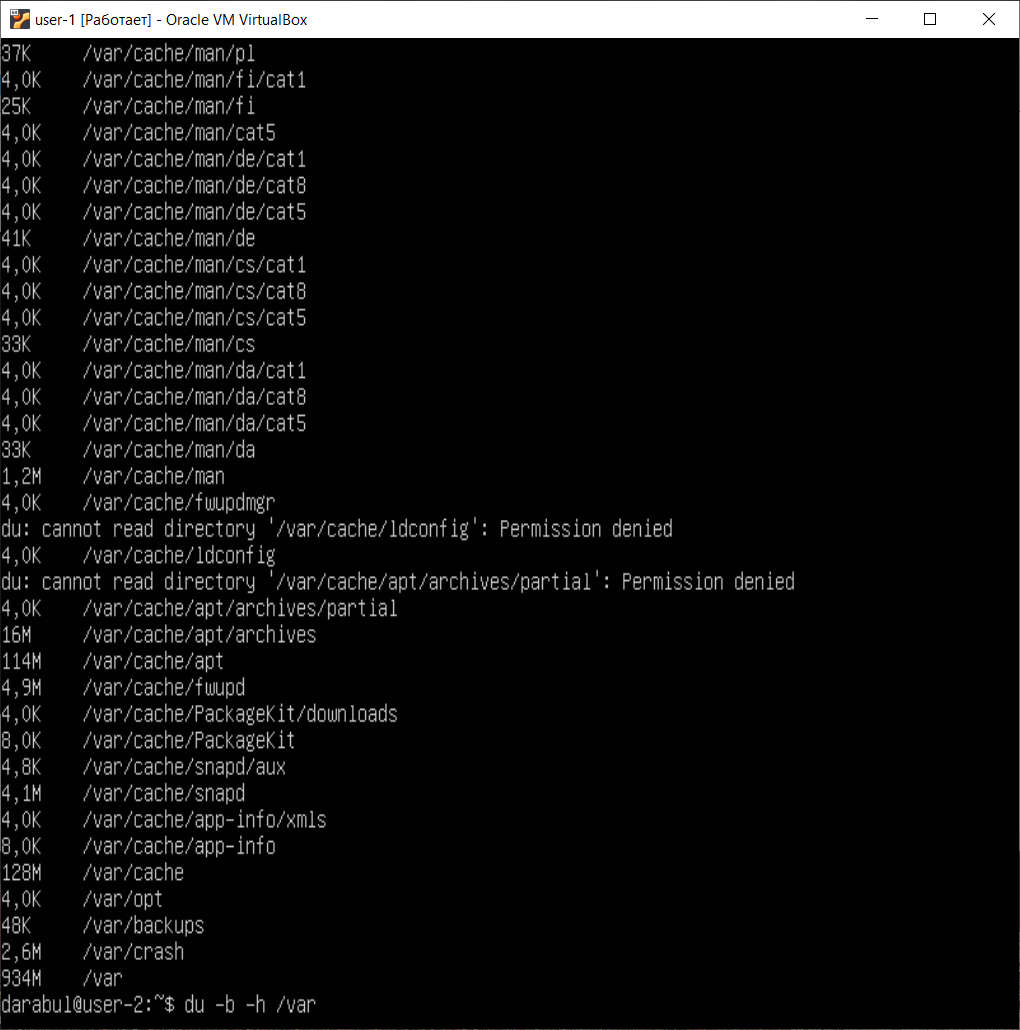 user-1 [Работает] - Oracle VM VirtualBox
37K /var/cache/man/pl
4,0K /var/cache/man/fi/cat1
25K /var/cache/man/fi
4,0K /var/cache/man/cat5
4,0K /var/cache/man/de/cat1
4,0K /var/cache/man/de/cat8
4,0K /var/cache/man/de/cat5
41K /var/cache/man/de
4,0K /var/cache/man/cs/cat1
4,0K /var/cache/man/cs/cat8
4,0K /var/cache/man/cs/cat5
33K /var/cache/man/cs
4,0K /var/cache/man/da/cat1
4,0K /var/cache/man/da/cat8
4,0K /var/cache/man/da/cat5
33K /var/cache/man/da
1,2M /var/cache/man
4,0K /var/cache/fwupdmgr
du: cannot read directory '/var/cache/ldconfig': Permission denied
4,0K /var/cache/ldconfig
du: cannot read directory '/var/cache/apt/archives/partial': Permission denied
4,0K /var/cache/apt/archives/partial
16M /var/cache/apt/archives
114M /var/cache/apt
4,9M /var/cache/fwupd
4,0K /var/cache/PackageKit/downloads
8,0K /var/cache/PackageKit
4,8K /var/cache/snapd/aux
4,1M /var/cache/snapd
4,0K /var/cache/app-info/xmls
8,0K /var/cache/app-info
128M /var/cache
4,0K /var/opt
48K /var/backups
2,6M /var/crash
934M /var
darabul@user-2:~$ du -b -h /var